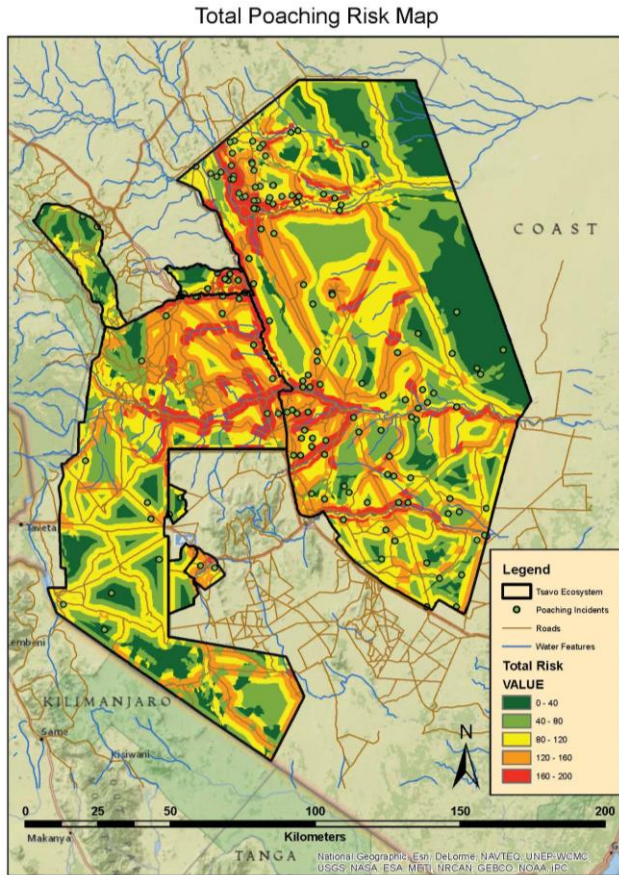 Total Poaching Risk Map
COAST
Taveta
embeni
KILIMANJARO
Same
Kisiwani
Makanya
TANGA
Legend
Tsavo Ecosystem
Poaching Incidents
Roads
Water Features
Total Risk
VALUE
0 - 40
40 - 80
80 - 120
120 - 160
160 - 200
N
0 25 50 100 150 200
Kilometers
National Geographic, Esri, DeLorme, NAVTEQ, UNEP-WCMC,
USGS, NASA, ESA, METI, NRCAN, GEBCO, NOAA, iPC